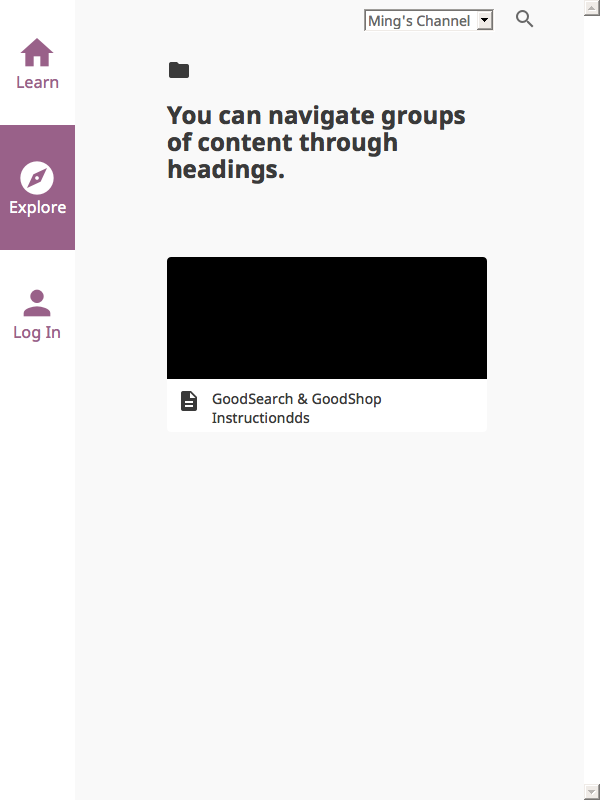 Ming's Channel
Learn
Explore
Log In
You can navigate groups
of content through
headings.
GoodSearch & GoodShop
Instructiondds